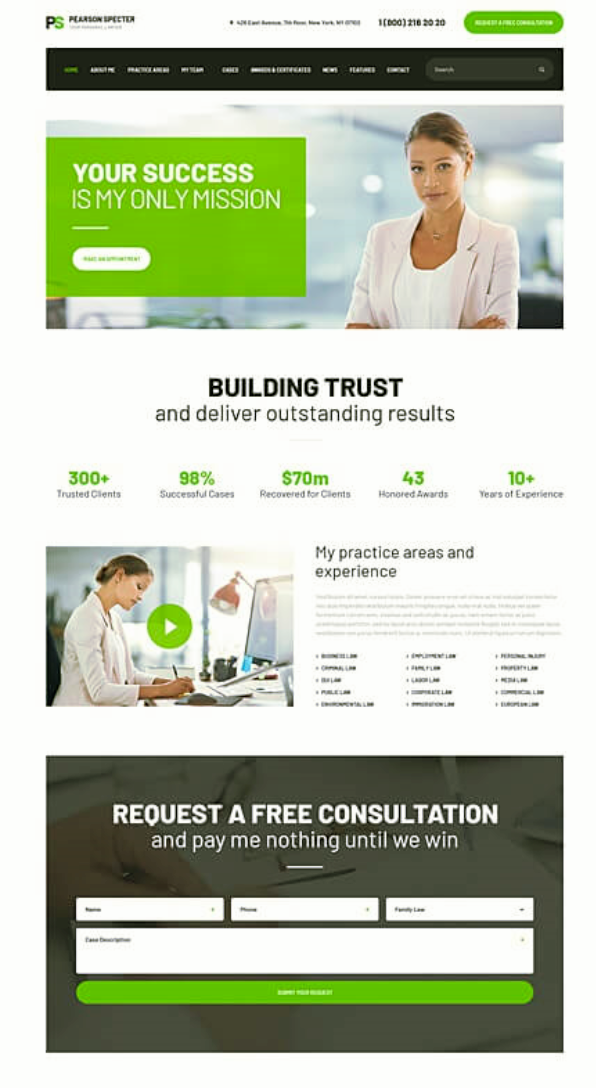 PS PEARSON SPECTER
428 East Avenue, 7th floor, New York, NY 07103
1 (800) 216 20 20
REQUEST A FREE CONSULTATION
HOME ABOUT ME PRACTICE AREAS MY TEAM CASES AWARDS & CERTIFICATES NEWS FEATURES CONTACT Search
YOUR SUCCESS
IS MY ONLY MISSION
MAKE AN APPOINTMENT
BUILDING TRUST
and deliver outstanding results
300+ 98% $70m 43 10+
Trusted Clients Successful Cases Recovered for Clients Honored Awards Years of Experience
My practice areas and
experience
BUSINESS LAW EMPLOYMENT LAW PERSONAL INJURY
CRIMINAL LAW FAMILY LAW PROPERTY LAW
DUI LAW LABOR LAW MEDIA LAW
PUBLIC LAW CORPORATE LAW COMMERCIAL LAW
ENVIRONMENTAL LAW IMMIGRATION LAW EUROPEAN LAW
REQUEST A FREE CONSULTATION
and pay me nothing until we win
Name Phone Family Law
Case Description
SUBMIT YOUR REQUEST